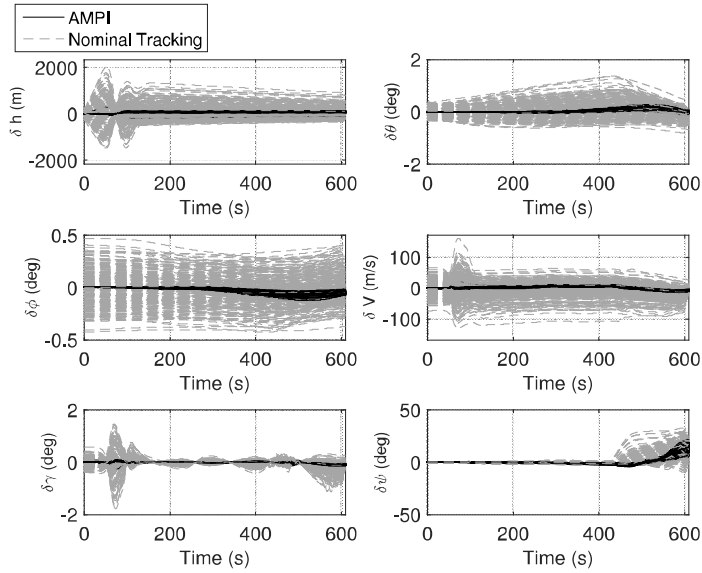 AMPI
Nominal Tracking
2000
0
-2000
δ h (m)
0 200 400 600
Time (s)
2
0
-2
δθ (deg)
0 200 400 600
Time (s)
0.5
0
-0.5
δϕ (deg)
0 200 400 600
Time (s)
100
0
-100
δ V (m/s)
0 200 400 600
Time (s)
2
0
-2
δγ (deg)
0 200 400 600
Time (s)
50
0
-50
δψ (deg)
0 200 400 600
Time (s)